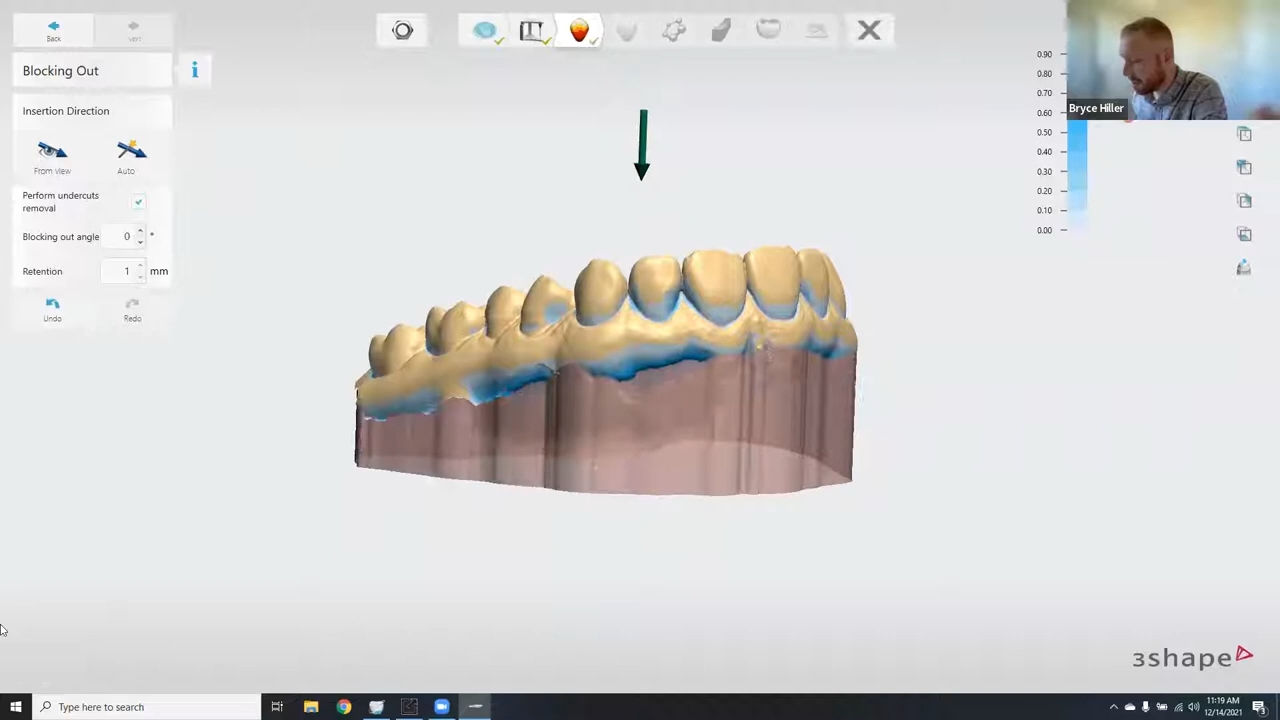 Back
vert
Blocking Out
i
Insertion Direction
From view
Auto
Perform undercuts
removal
Blocking out angle
0
°
Retention
1
mm
Undo
Redo
0.90
0.80
0.70
0.60
0.50
0.40
0.30
0.20
0.10
0.00
Bryce Hiller
3shape
Type here to search
11:19 AM
12/14/2021
3